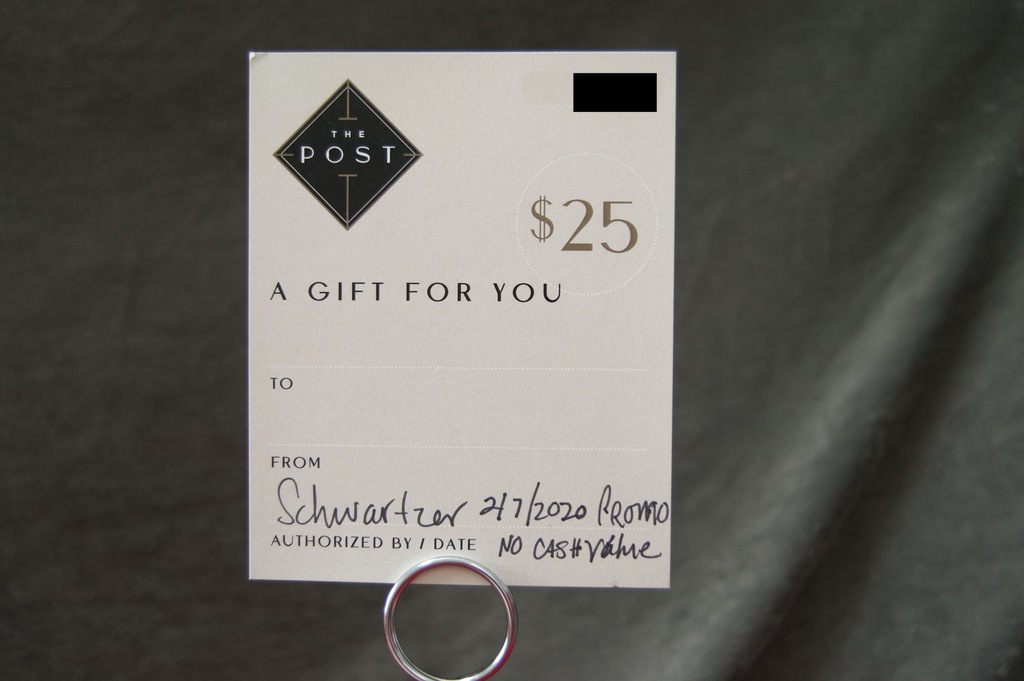 THE
POST
$25
A GIFT FOR YOU
TO
FROM
Schwartzer 2/7/2020 PROMO
AUTHORIZED BY / DATE NO CASH Value